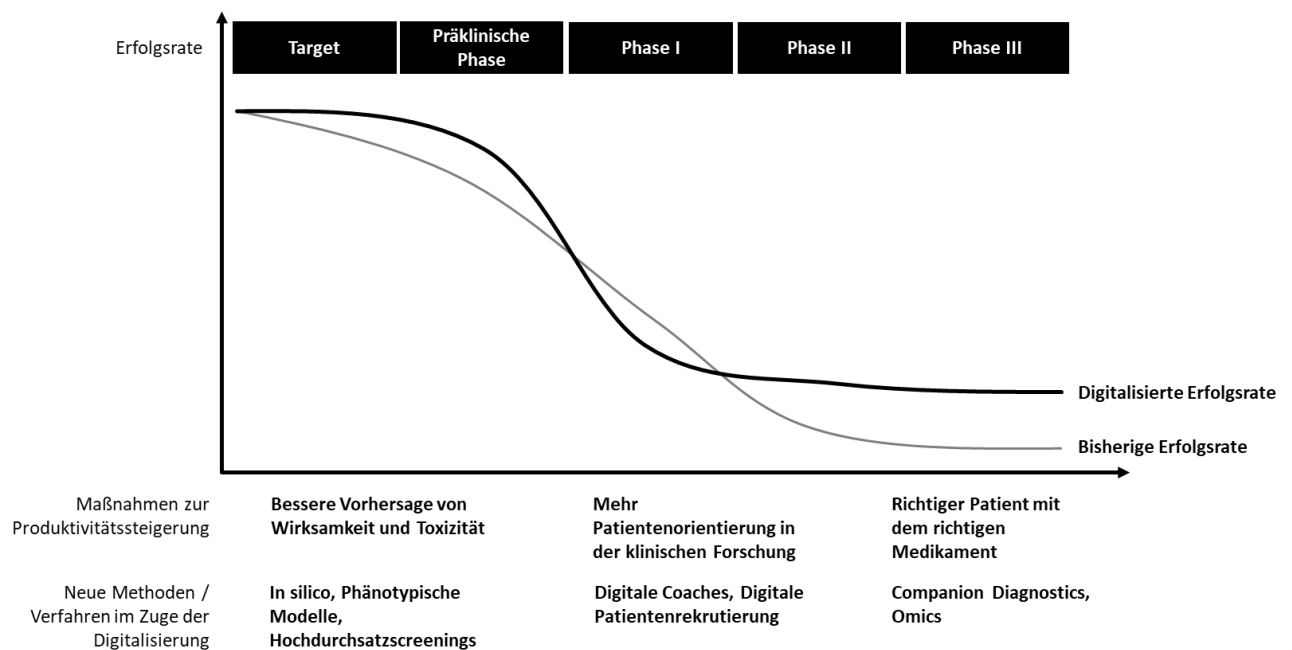 Erfolgsrate
Target
Präklinische
Phase
Phase I
Phase II
Phase III
Digitalisierte Erfolgsrate
Bisherige Erfolgsrate
Maßnahmen zur
Produktivitätssteigerung
Bessere Vorhersage von
Wirksamkeit und Toxizität
Mehr
Patientenorientierung in
der klinischen Forschung
Richtiger Patient mit
dem richtigen
Medikament
Neue Methoden /
Verfahren im Zuge der
Digitalisierung
In silico, Phänotypische
Modelle,
Hochdurchsatzscreenings
Digitale Coaches, Digitale
Patientenrekrutierung
Companion Diagnostics,
Omics